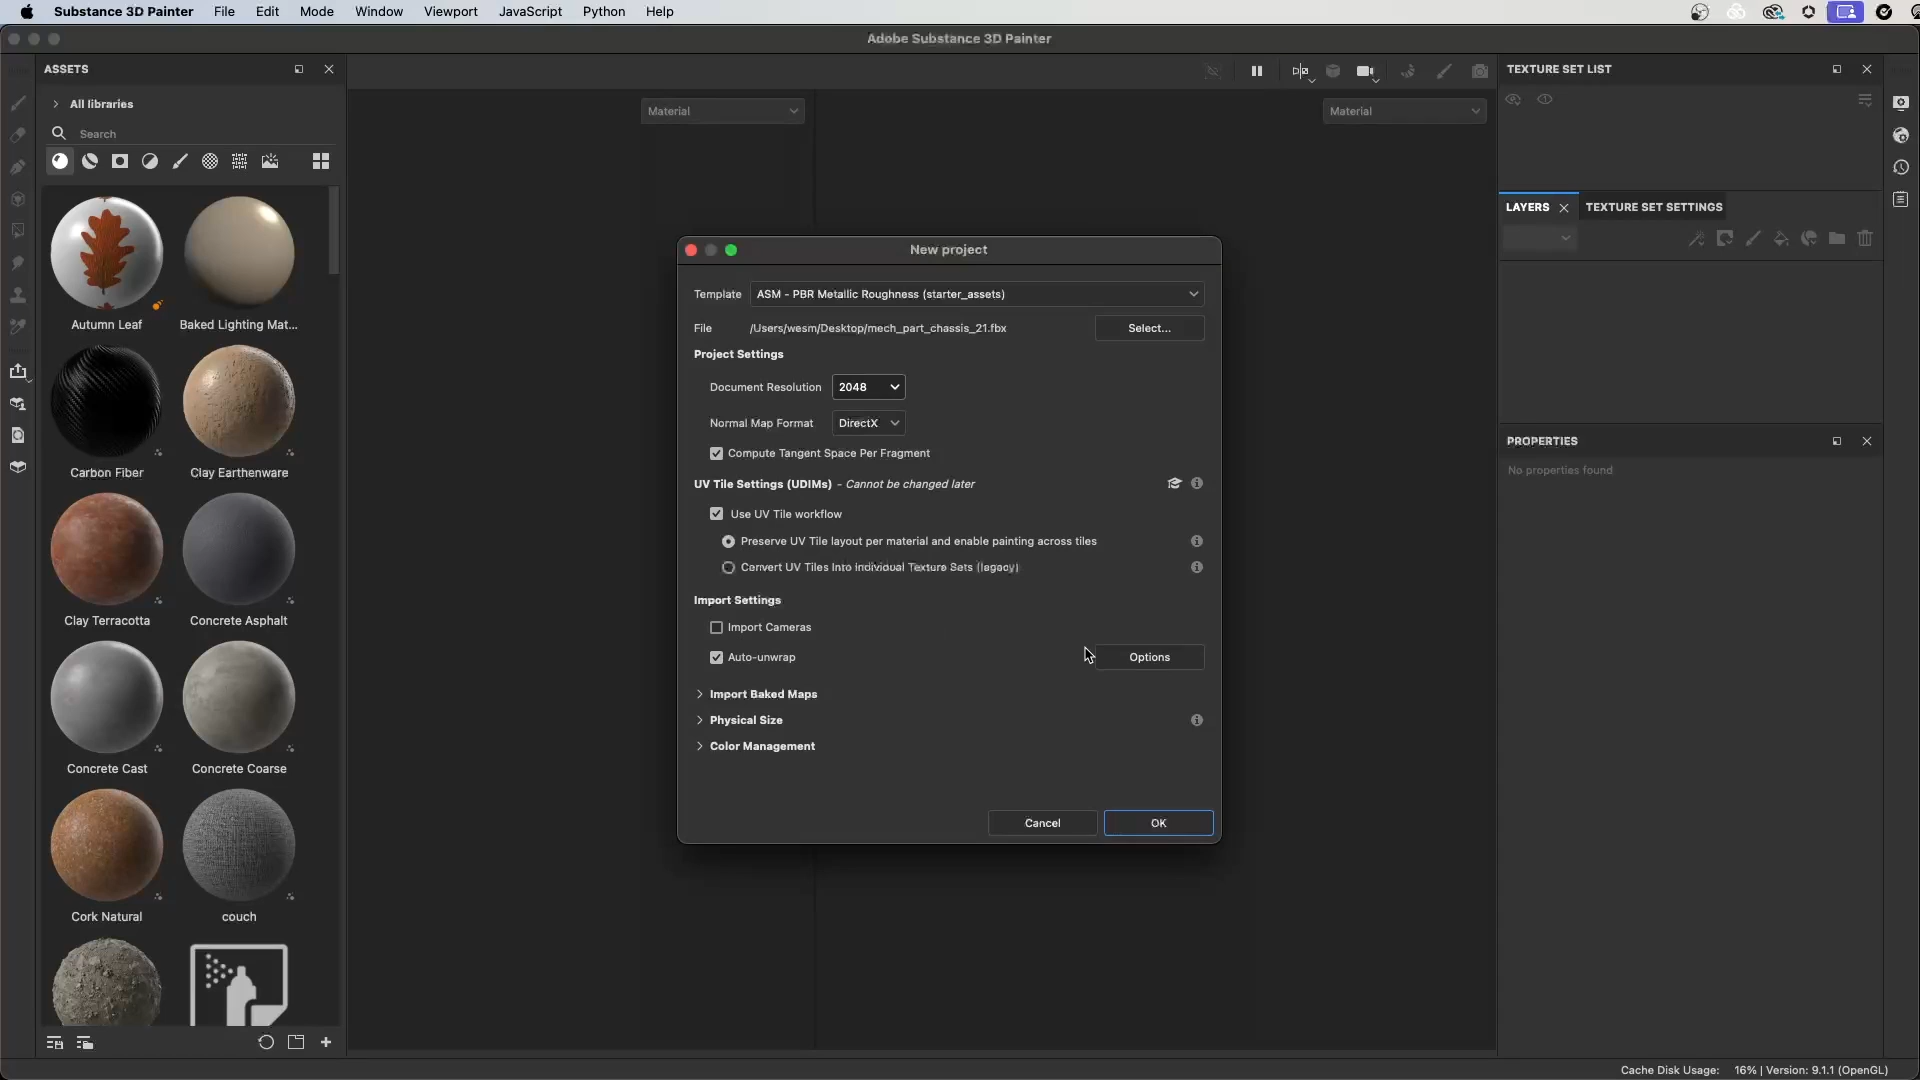 Substance 3D Painter File Edit Mode Window Viewport JavaScript Python Help
Adobe Substance 3D Painter
ASSETS
All libraries
Search
Autumn Leaf
Baked Lighting Mat...
Carbon Fiber
Clay Earthenware
Clay Terracotta
Concrete Asphalt
Concrete Cast
Concrete Coarse
Cork Natural
couch
Material
Material
New project
Template ASM - PBR Metallic Roughness (starter_assets)
File /Users/wesm/Desktop/mech_part_chassis_21.fbx Select...
Project Settings
Document Resolution 2048
Normal Map Format DirectX
Compute Tangent Space Per Fragment
UV Tile Settings (UDIMs) - Cannot be changed later
Use UV Tile workflow
Preserve UV Tile layout per material and enable painting across tiles
Convert UV Tiles Into individual Texture Sets (legacy)
Import Settings
Import Cameras
Auto-unwrap Options
Import Baked Maps
Physical Size
Color Management
Cancel OK
TEXTURE SET LIST
LAYERS TEXTURE SET SETTINGS
PROPERTIES
No properties found
Cache Disk Usage: 16% | Version: 9.1.1 (OpenGL)